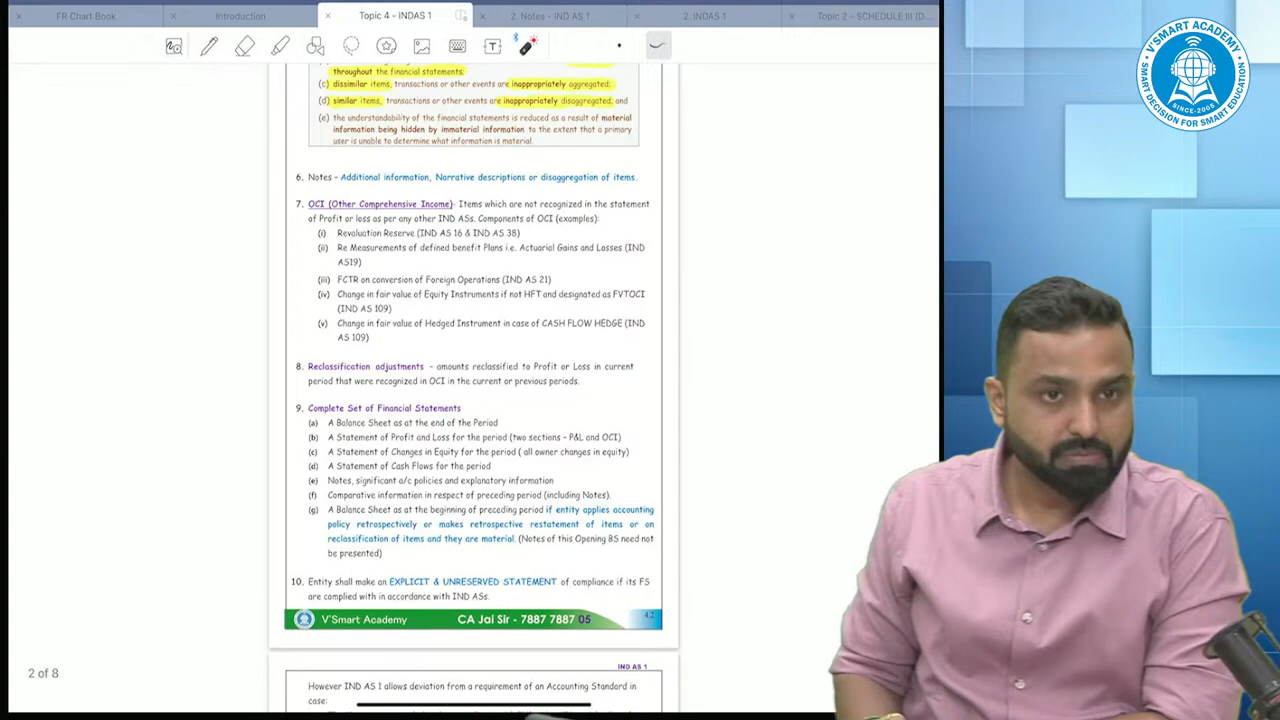 FR Chart Book
Introduction
Topic 4 - INDAS 1
2. Notes - IND AS 1
2. INDAS 1
Topic 2 – SCHEDULE III (D...
throughout the financial statements;
(c) dissimilar items, transactions or other events are inappropriately aggregated;
(d) similar items, transactions or other events are inappropriately disaggregated; and
(e) the understandability of the financial statements is reduced as a result of material
information being hidden by immaterial information to the extent that a primary
user is unable to determine what information is material.
6. Notes – Additional information, Narrative descriptions or disaggregation of items.
7. OCI (Other Comprehensive Income)- Items which are not recognized in the statement
of Profit or loss as per any other IND ASs. Components of OCI (examples):
(i) Revaluation Reserve (IND AS 16 & IND AS 38)
(ii) Re Measurements of defined benefit Plans i.e. Actuarial Gains and Losses (IND
AS19)
(iii) FCTR on conversion of Foreign Operations (IND AS 21)
(iv) Change in fair value of Equity Instruments if not HFT and designated as FVTOCI
(IND AS 109)
(v) Change in fair value of Hedged Instrument in case of CASH FLOW HEDGE (IND
AS 109)
8. Reclassification adjustments - amounts reclassified to Profit or Loss in current
period that were recognized in OCI in the current or previous periods.
9. Complete Set of Financial Statements
(a) A Balance Sheet as at the end of the Period
(b) A Statement of Profit and Loss for the period (two sections – P&L and OCI)
(c) A Statement of Changes in Equity for the period ( all owner changes in equity)
(d) A Statement of Cash Flows for the period
(e) Notes, significant a/c policies and explanatory information
(f) Comparative information in respect of preceding period (including Notes).
(g) A Balance Sheet as at the beginning of preceding period if entity applies accounting
policy retrospectively or makes retrospective restatement of items or on
reclassification of items and they are material. (Notes of this Opening BS need not
be presented)
10. Entity shall make an EXPLICIT & UNRESERVED STATEMENT of compliance if its FS
are complied with in accordance with IND ASs.
V'Smart Academy
CA Jai Sir - 7887 7887 05
4.2
2 of 8
IND AS 1
However IND AS 1 allows deviation from a requirement of an Accounting Standard in
case:
V'SMART ACADEMY
SMART DECISION FOR SMART EDUCATION
SINCE-2005